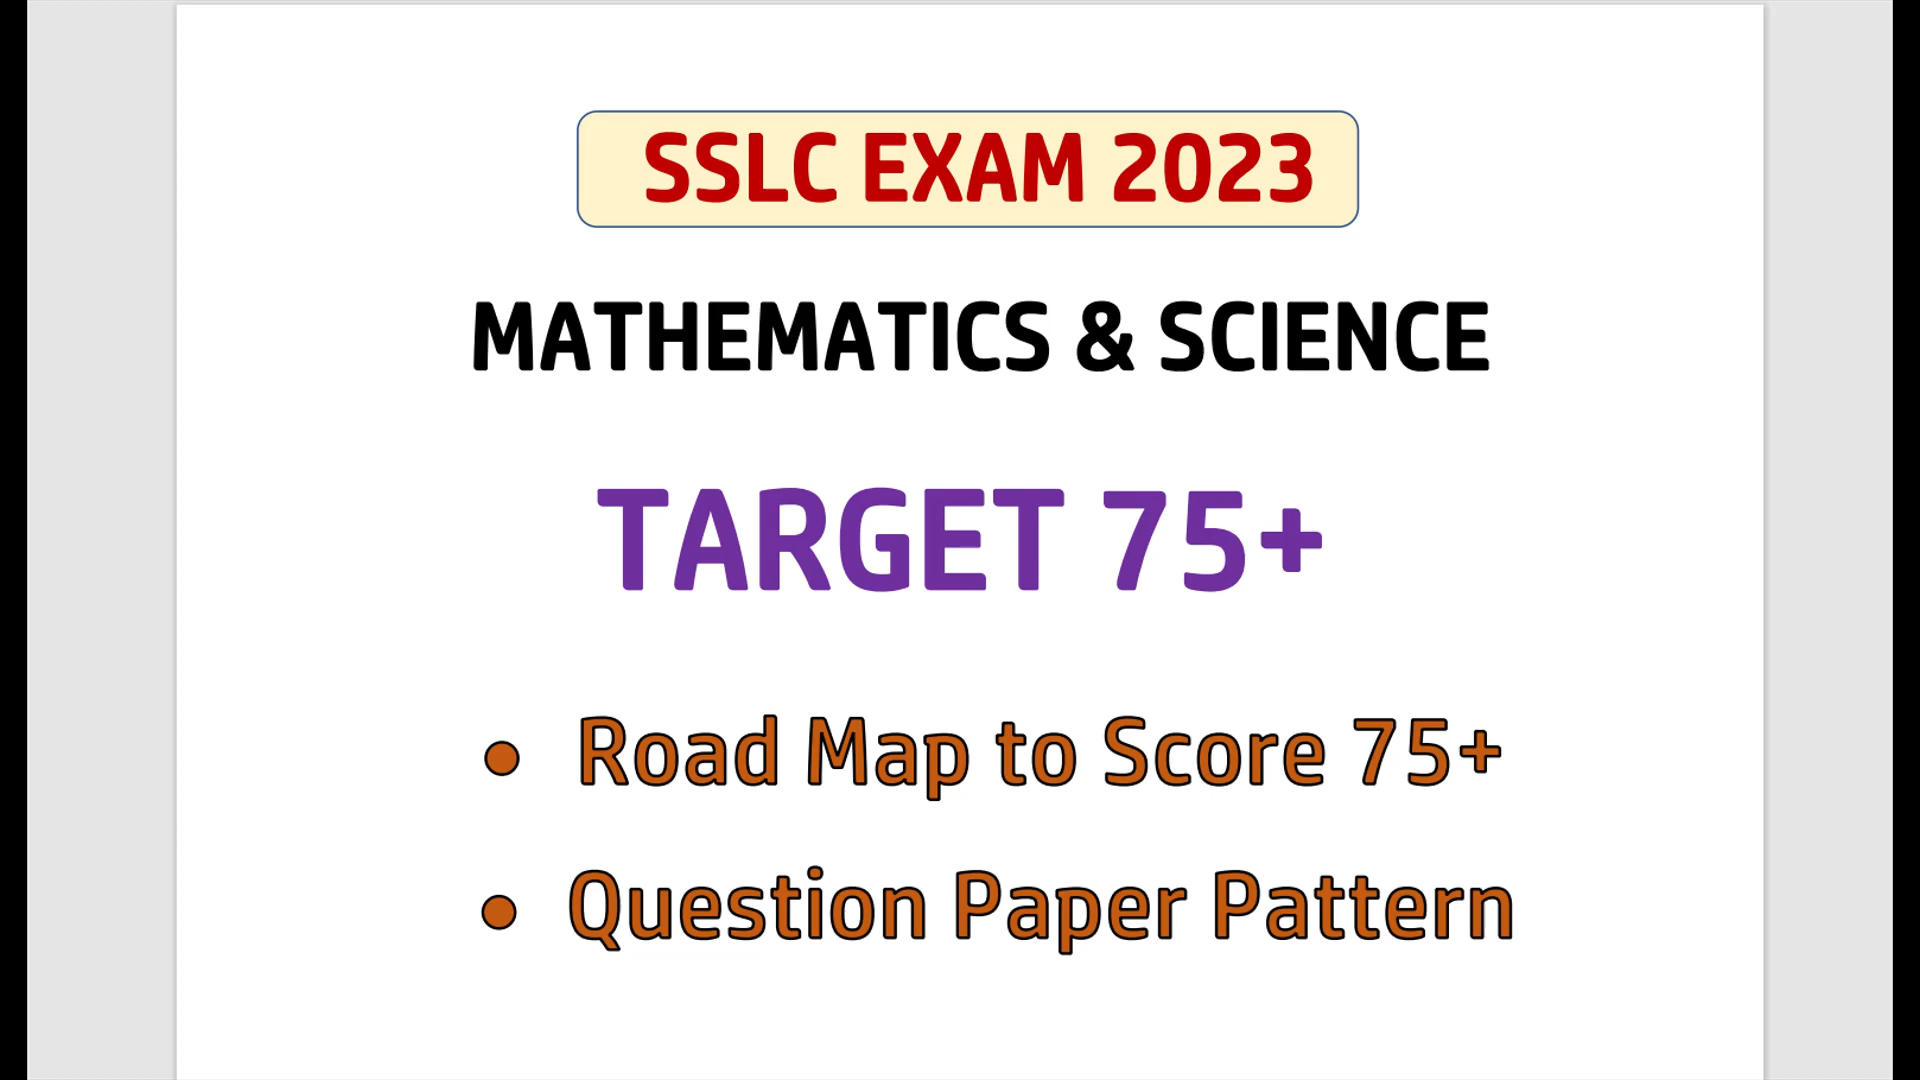 SSLC EXAM 2023
MATHEMATICS & SCIENCE
TARGET 75+
• Road Map to Score 75+
• Question Paper Pattern